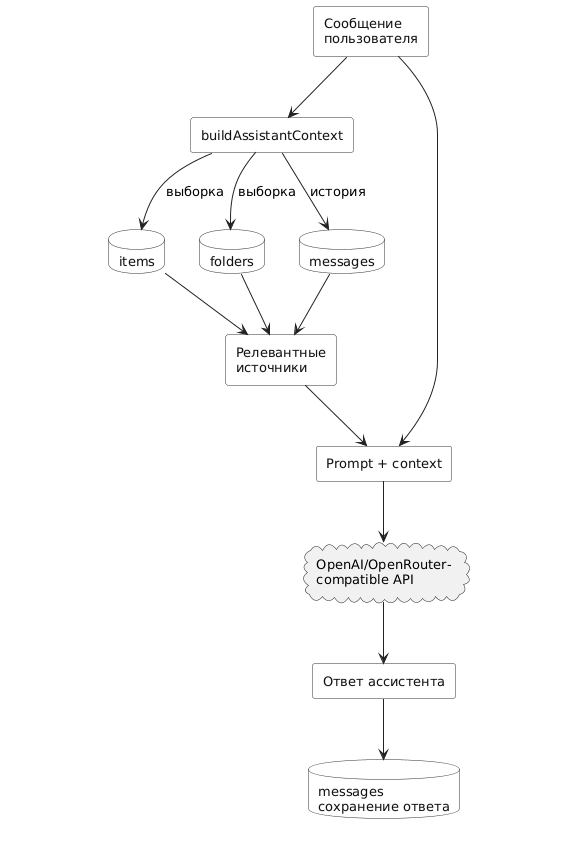 Сообщение
пользователя
buildAssistantContext
выборка
выборка
история
items
folders
messages
Релевантные
источники
Prompt + context
OpenAI/OpenRouter-
compatible API
Ответ ассистента
messages
сохранение ответа